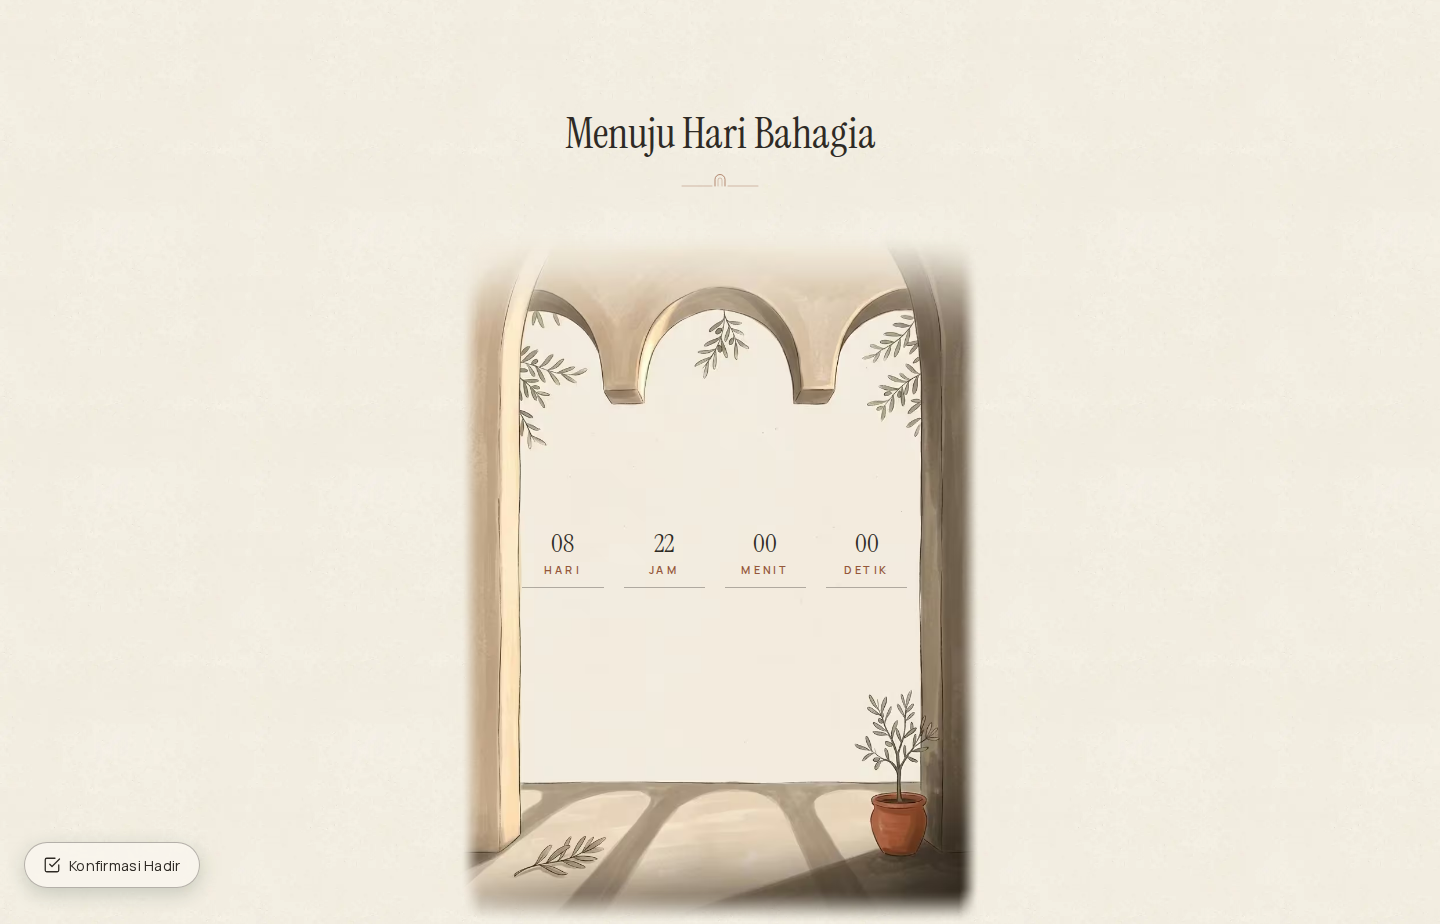 Menuju Hari Bahagia
08 22 00 00
HARI JAM MENIT DETIK
Konfirmasi Hadir